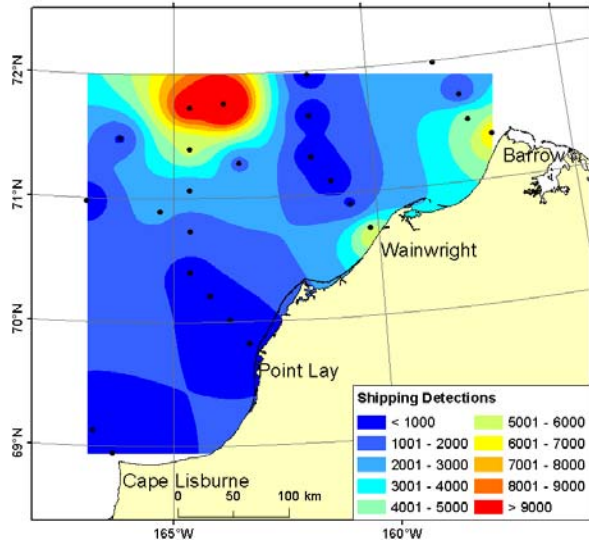 72°N
71°N
70°N
69°N
Barrow
Wainwright
Point Lay
Cape Lisburne
0 50 100 km
165°W
160°W
Shipping Detections
< 1000
1001 - 2000
2001 - 3000
3001 - 4000
4001 - 5000
5001 - 6000
6001 - 7000
7001 - 8000
8001 - 9000
> 9000